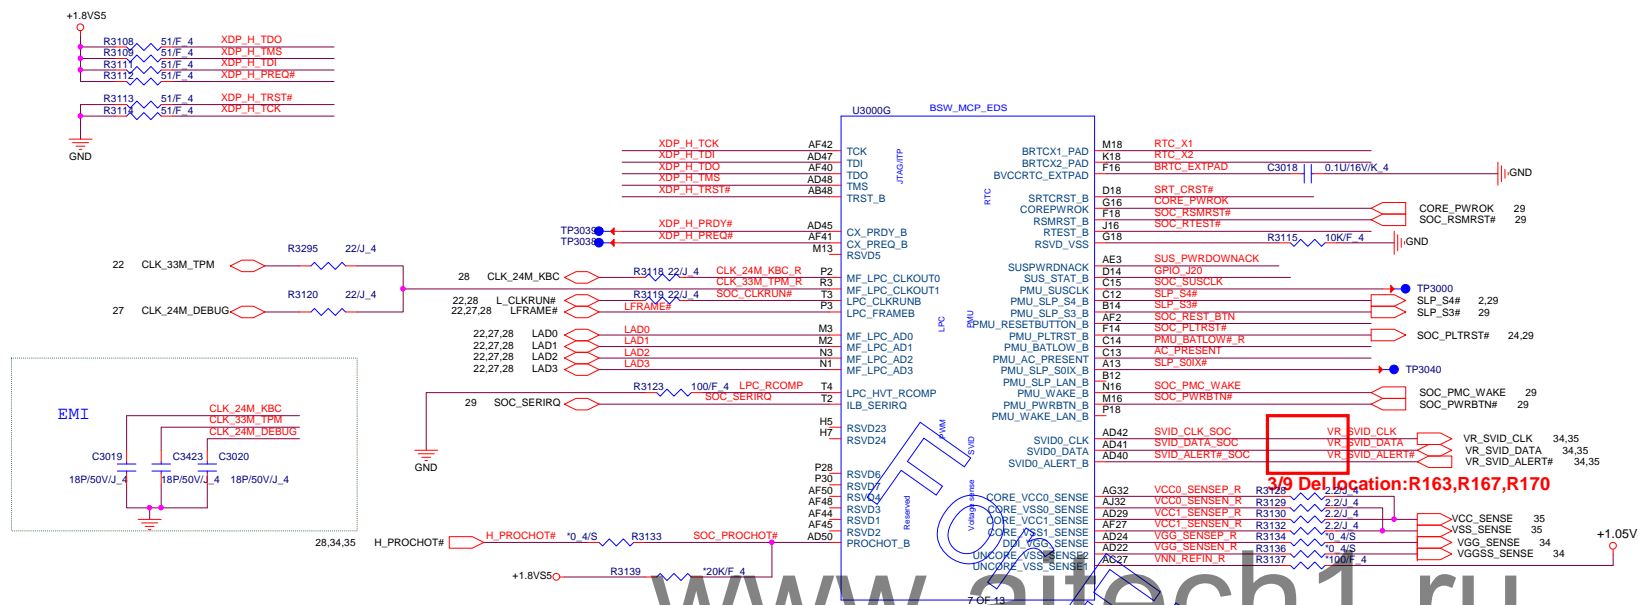 +1.8VS5
R3108 51/F_4 XDP_H_TDO
R3109 51/F_4 XDP_H_TMS
R3111 51/F_4 XDP_H_TDI
R3112 51/F_4 XDP_H_PREQ#
R3113 51/F_4 XDP_H_TRST#
R3114 51/F_4 XDP_H_TCK
GND
U3000G BSW_MCP_EDS
XDP_H_TCK AF42 TCK
XDP_H_TDI AD47 TDI
XDP_H_TDO AF40 TDO
XDP_H_TMS AD48 TMS
XDP_H_TRST# AB48 TRST_B
JTAG/ITP
TP3039 XDP_H_PRDY# AD45 CX_PRDY_B
TP3038 XDP_H_PREQ# AF41 CX_PREQ_B
M13 RSVD5
R3295 22/J_4
22 CLK_33M_TPM
R3120 22/J_4
27 CLK_24M_DEBUG
28 CLK_24M_KBC R3118 22/J_4 CLK_24M_KBC_R P2 MF_LPC_CLKOUT0
CLK_33M_TPM_R R3 MF_LPC_CLKOUT1
22,28 L_CLKRUN# R3119 22/J_4 SOC_CLKRUN# T3 LPC_CLKRUNB
22,27,28 LFRAME# LFRAME# P3 LPC_FRAMEB
LPC
22,27,28 LAD0 LAD0 M3 MF_LPC_AD0
22,27,28 LAD1 LAD1 M2 MF_LPC_AD1
22,27,28 LAD2 LAD2 N3 MF_LPC_AD2
22,27,28 LAD3 LAD3 N1 MF_LPC_AD3
R3123 100/F_4 LPC_RCOMP T4 LPC_HVT_RCOMP
29 SOC_SERIRQ SOC_SERIRQ T2 ILB_SERIRQ
GND
H5 RSVD23
H7 RSVD24
PWM
SVID
P28 RSVD6
P30 RSVD7
AF50 RSVD4
AF48 RSVD3
AF44 RSVD1
AF45 RSVD2
Reserved
Voltage sense
28,34,35 H_PROCHOT# H_PROCHOT# *0_4/S R3133 SOC_PROCHOT# AD50 PROCHOT_B
+1.8VS5 R3139 *20K/F_4
EMI
CLK_24M_KBC
CLK_33M_TPM
CLK_24M_DEBUG
C3019 C3423 C3020
18P/50V/J_4 18P/50V/J_4 18P/50V/J_4
RTC
BRTCX1_PAD M18 RTC_X1
BRTCX2_PAD K18 RTC_X2
BVCCRTC_EXTPAD F16 BRTC_EXTPAD C3018 0.1U/16V/K_4 GND
SRTCRST_B D18 SRT_CRST#
COREPWROK G16 CORE_PWROK CORE_PWROK 29
RSMRST_B F18 SOC_RSMRST# SOC_RSMRST# 29
RTEST_B J16 SOC_RTEST#
RSVD_VSS G18 R3115 10K/F_4 GND
SUSPWRDNACK AE3 SUS_PWRDOWNACK
SUS_STAT_B D14 GPIO_J20
PMU_SUSCLK C15 SOC_SUSCLK TP3000
PMU_SLP_S4_B C12 SLP_S4# SLP_S4# 2,29
PMU_SLP_S3_B B14 SLP_S3# SLP_S3# 29
PMU_RESETBUTTON_B AF2 SOC_REST_BTN
PMU
PMU_PLTRST_B F14 SOC_PLTRST# SOC_PLTRST# 24,29
PMU_BATLOW_B C14 PMU_BATLOW#_R
PMU_AC_PRESENT C13 AC_PRESENT
PMU_SLP_S0IX_B A13 SLP_S0IX# TP3040
PMU_SLP_LAN_B B12
PMU_WAKE_B N16 SOC_PMC_WAKE SOC_PMC_WAKE 29
PMU_PWRBTN_B M16 SOC_PWRBTN# SOC_PWRBTN# 29
PMU_WAKE_LAN_B P18
SVID0_CLK AD42 SVID_CLK_SOC VR_SVID_CLK VR_SVID_CLK 34,35
SVID0_DATA AD41 SVID_DATA_SOC VR_SVID_DATA VR_SVID_DATA 34,35
SVID0_ALERT_B AD40 SVID_ALERT#_SOC VR_SVID_ALERT# VR_SVID_ALERT# 34,35
3/9 Del location:R163,R167,R170
CORE_VCC0_SENSE AG32 VCC0_SENSEP_R R3128 2.2/J_4
CORE_VSS0_SENSE AJ32 VCC0_SENSEN_R R3129 2.2/J_4
CORE_VCC1_SENSE AD29 VCC1_SENSEP_R R3130 2.2/J_4 VCC_SENSE 35
CORE_VSS1_SENSE AF27 VCC1_SENSEN_R R3132 2.2/J_4 VSS_SENSE 35
DDI_VGG_SENSE AD24 VGG_SENSEP_R R3134 *0_4/S VGG_SENSE 34
UNCORE_VSS_SENSE2 AD22 VGG_SENSEN_R R3136 *0_4/S VGGSS_SENSE 34
UNCORE_VSS_SENSE1 AC27 VNN_REFIN_R R3137 *100/F_4
+1.05V
7 OF 13
www.aitech1.ru